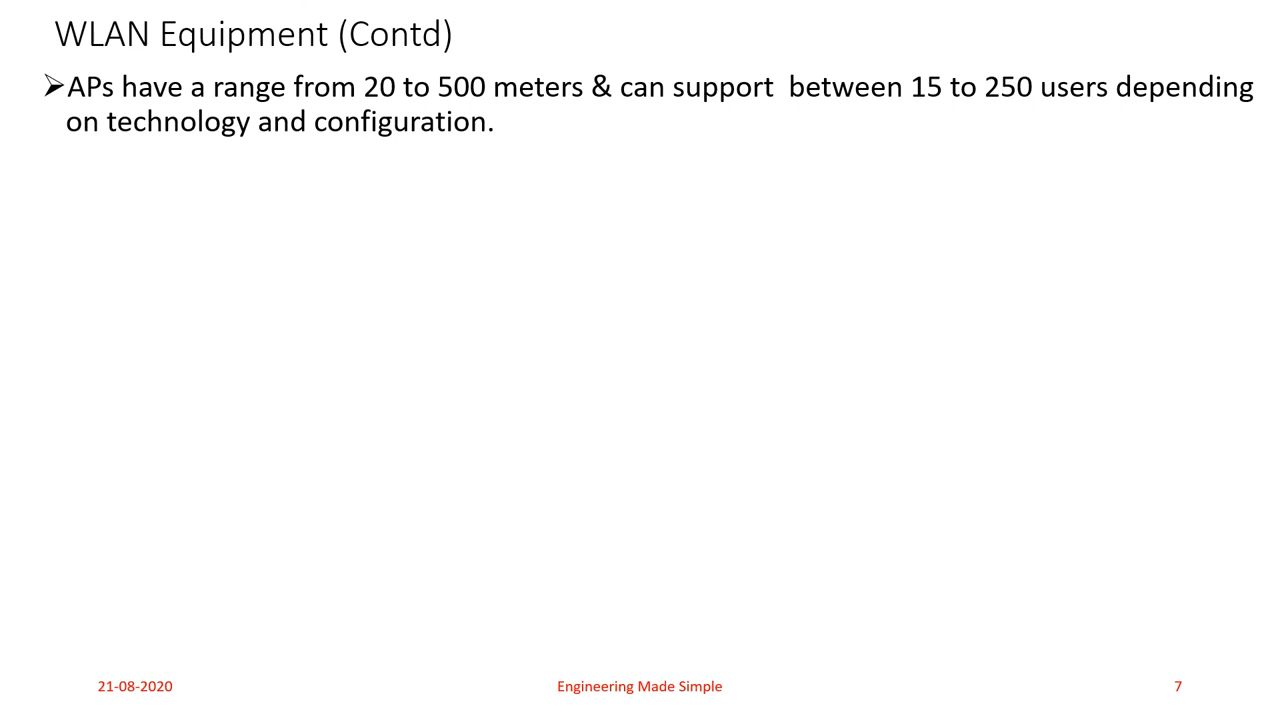 WLAN Equipment (Contd)
➢APs have a range from 20 to 500 meters & can support  between 15 to 250 users depending
on technology and configuration.
21-08-2020
Engineering Made Simple
7